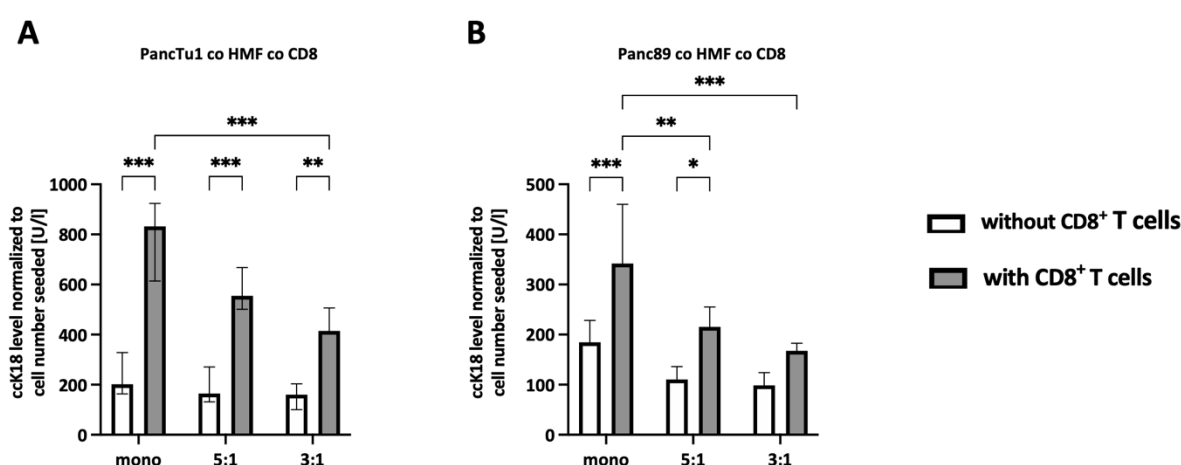 A
PancTu1 co HMF co CD8
***
***
***
**
ccK18 level normalized to
cell number seeded [U/l]
1000
800
600
400
200
0
mono
5:1
3:1
B
Panc89 co HMF co CD8
***
**
***
*
ccK18 level normalized to
cell number seeded [U/l]
500
400
300
200
100
0
mono
5:1
3:1
without CD8⁺ T cells
with CD8⁺ T cells